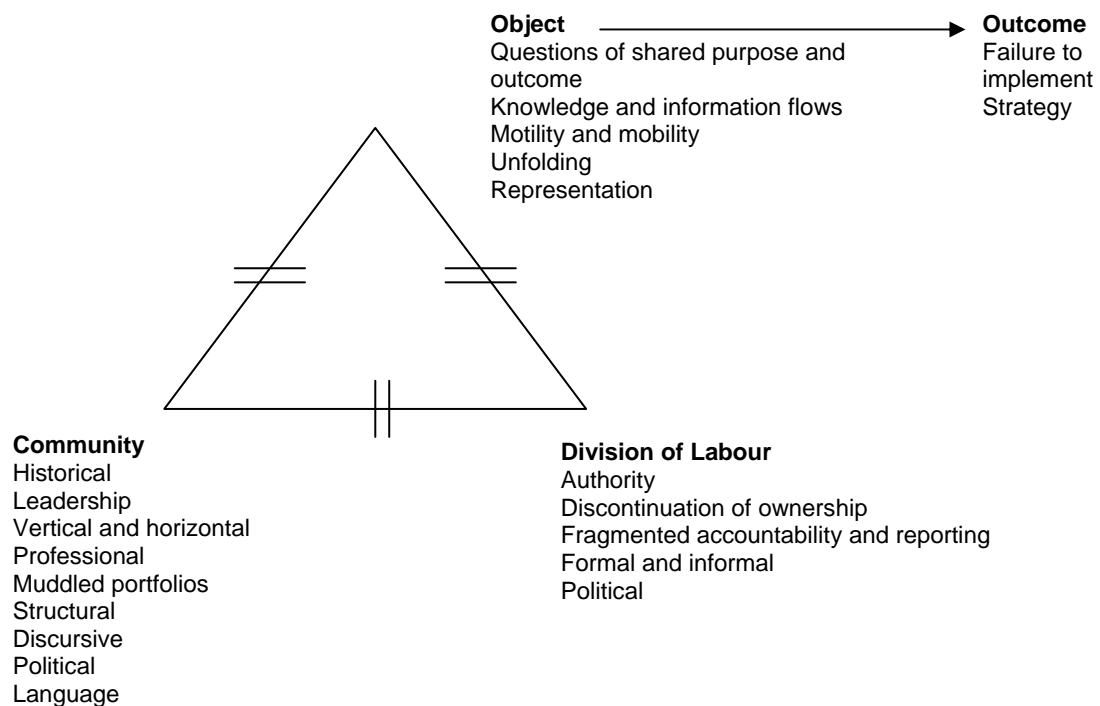 Object
Questions of shared purpose and
outcome
Knowledge and information flows
Motility and mobility
Unfolding
Representation
Outcome
Failure to
implement
Strategy
Community
Historical
Leadership
Vertical and horizontal
Professional
Muddled portfolios
Structural
Discursive
Political
Language
Division of Labour
Authority
Discontinuation of ownership
Fragmented accountability and reporting
Formal and informal
Political